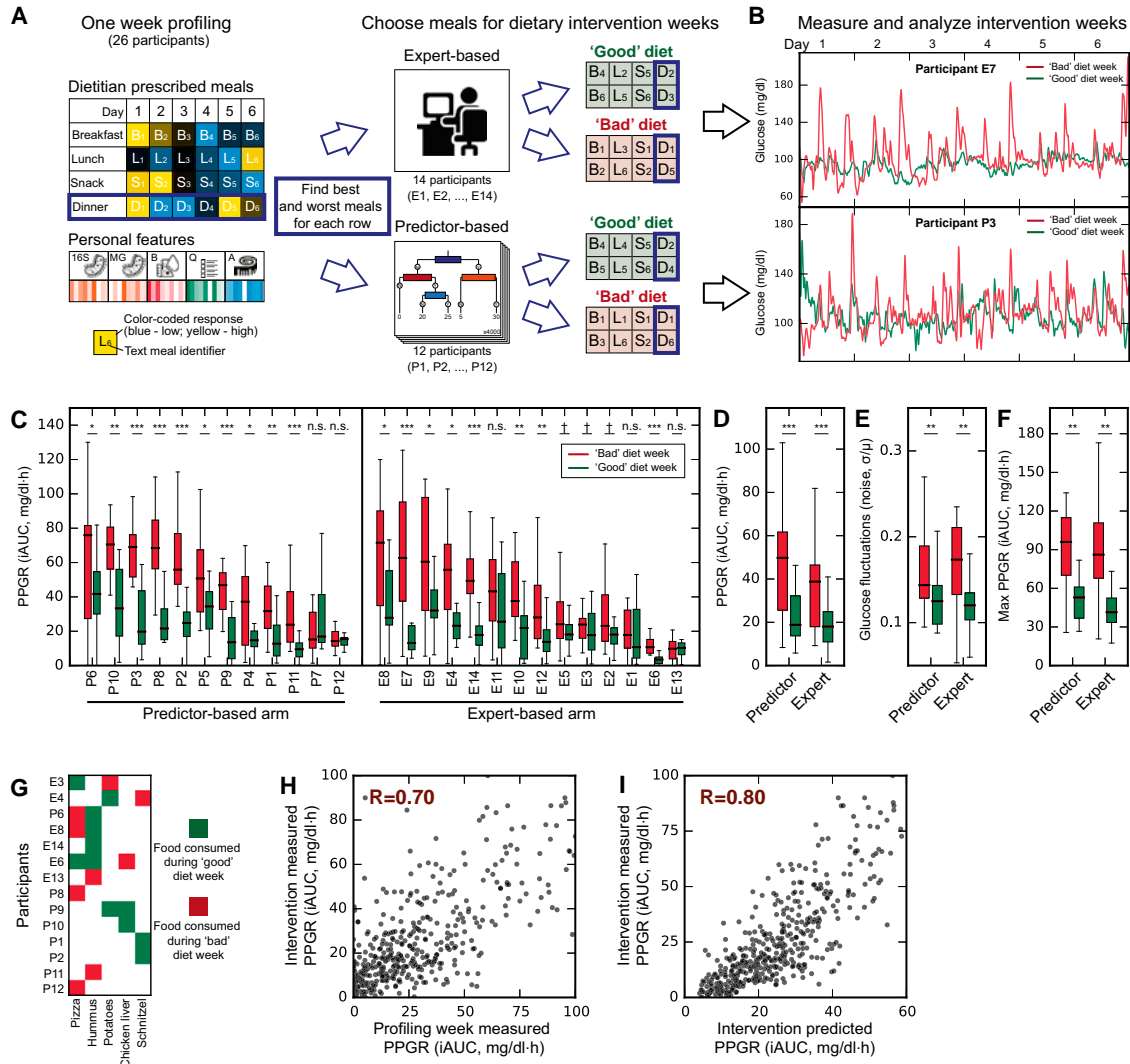 A
One week profiling
(26 participants)
Dietitian prescribed meals
Day 1 2 3 4 5 6
Breakfast B1 B2 B3 B4 B5 B6
Lunch L1 L2 L3 L4 L5 L6
Snack S1 S2 S3 S4 S5 S6
Dinner D1 D2 D3 D4 D5 D6
Personal features
16S MG B Q A
Color-coded response
(blue - low; yellow - high)
L6
Text meal identifier
Find best
and worst meals
for each row
Choose meals for dietary intervention weeks
Expert-based
14 participants
(E1, E2, ..., E14)
Predictor-based
0 20 25 5 30
x4000
12 participants
(P1, P2, ..., P12)
'Good' diet
B4 L2 S5 D2
B6 L5 S6 D3
'Bad' diet
B1 L3 S1 D1
B2 L6 S2 D5
'Good' diet
B4 L4 S5 D2
B5 L5 S6 D4
'Bad' diet
B1 L1 S1 D1
B3 L6 S2 D6
B
Measure and analyze intervention weeks
Day 1 2 3 4 5 6
Participant E7
'Bad' diet week
'Good' diet week
Glucose (mg/dl)
180
140
100
60
Participant P3
'Bad' diet week
'Good' diet week
Glucose (mg/dl)
180
140
100
C
PPGR (iAUC, mg/dl·h)
140
120
100
80
60
40
20
0
* ** *** *** *** * *** * ** *** n.s. n.s.
* *** * * *** n.s. ** ** † † † n.s. *** n.s.
'Bad' diet week
'Good' diet week
P6 P10 P3 P8 P2 P5 P9 P4 P1 P11 P7 P12
Predictor-based arm
E8 E7 E9 E4 E14 E11 E10 E12 E5 E3 E2 E1 E6 E13
Expert-based arm
D
PPGR (iAUC, mg/dl·h)
100
80
60
40
20
0
*** ***
Predictor
Expert
E
Glucose fluctuations (noise, σ/μ)
0.3
0.2
0.1
** **
Predictor
Expert
F
Max PPGR (iAUC, mg/dl·h)
180
150
120
90
60
30
0
** **
Predictor
Expert
G
Participants
E3
E4
P6
E8
E14
E6
E13
P8
P9
P10
P1
P2
P11
P12
Pizza
Hummus
Potatoes
Chicken liver
Schnitzel
Food consumed
during 'good'
diet week
Food consumed
during 'bad'
diet week
H
R=0.70
Intervention measured
PPGR (iAUC, mg/dl·h)
100
80
60
40
20
0
0 25 50 75 100
Profiling week measured
PPGR (iAUC, mg/dl·h)
I
R=0.80
Intervention measured
PPGR (iAUC, mg/dl·h)
100
75
50
25
0
0 10 20 30 40 50 60
Intervention predicted
PPGR (iAUC, mg/dl·h)